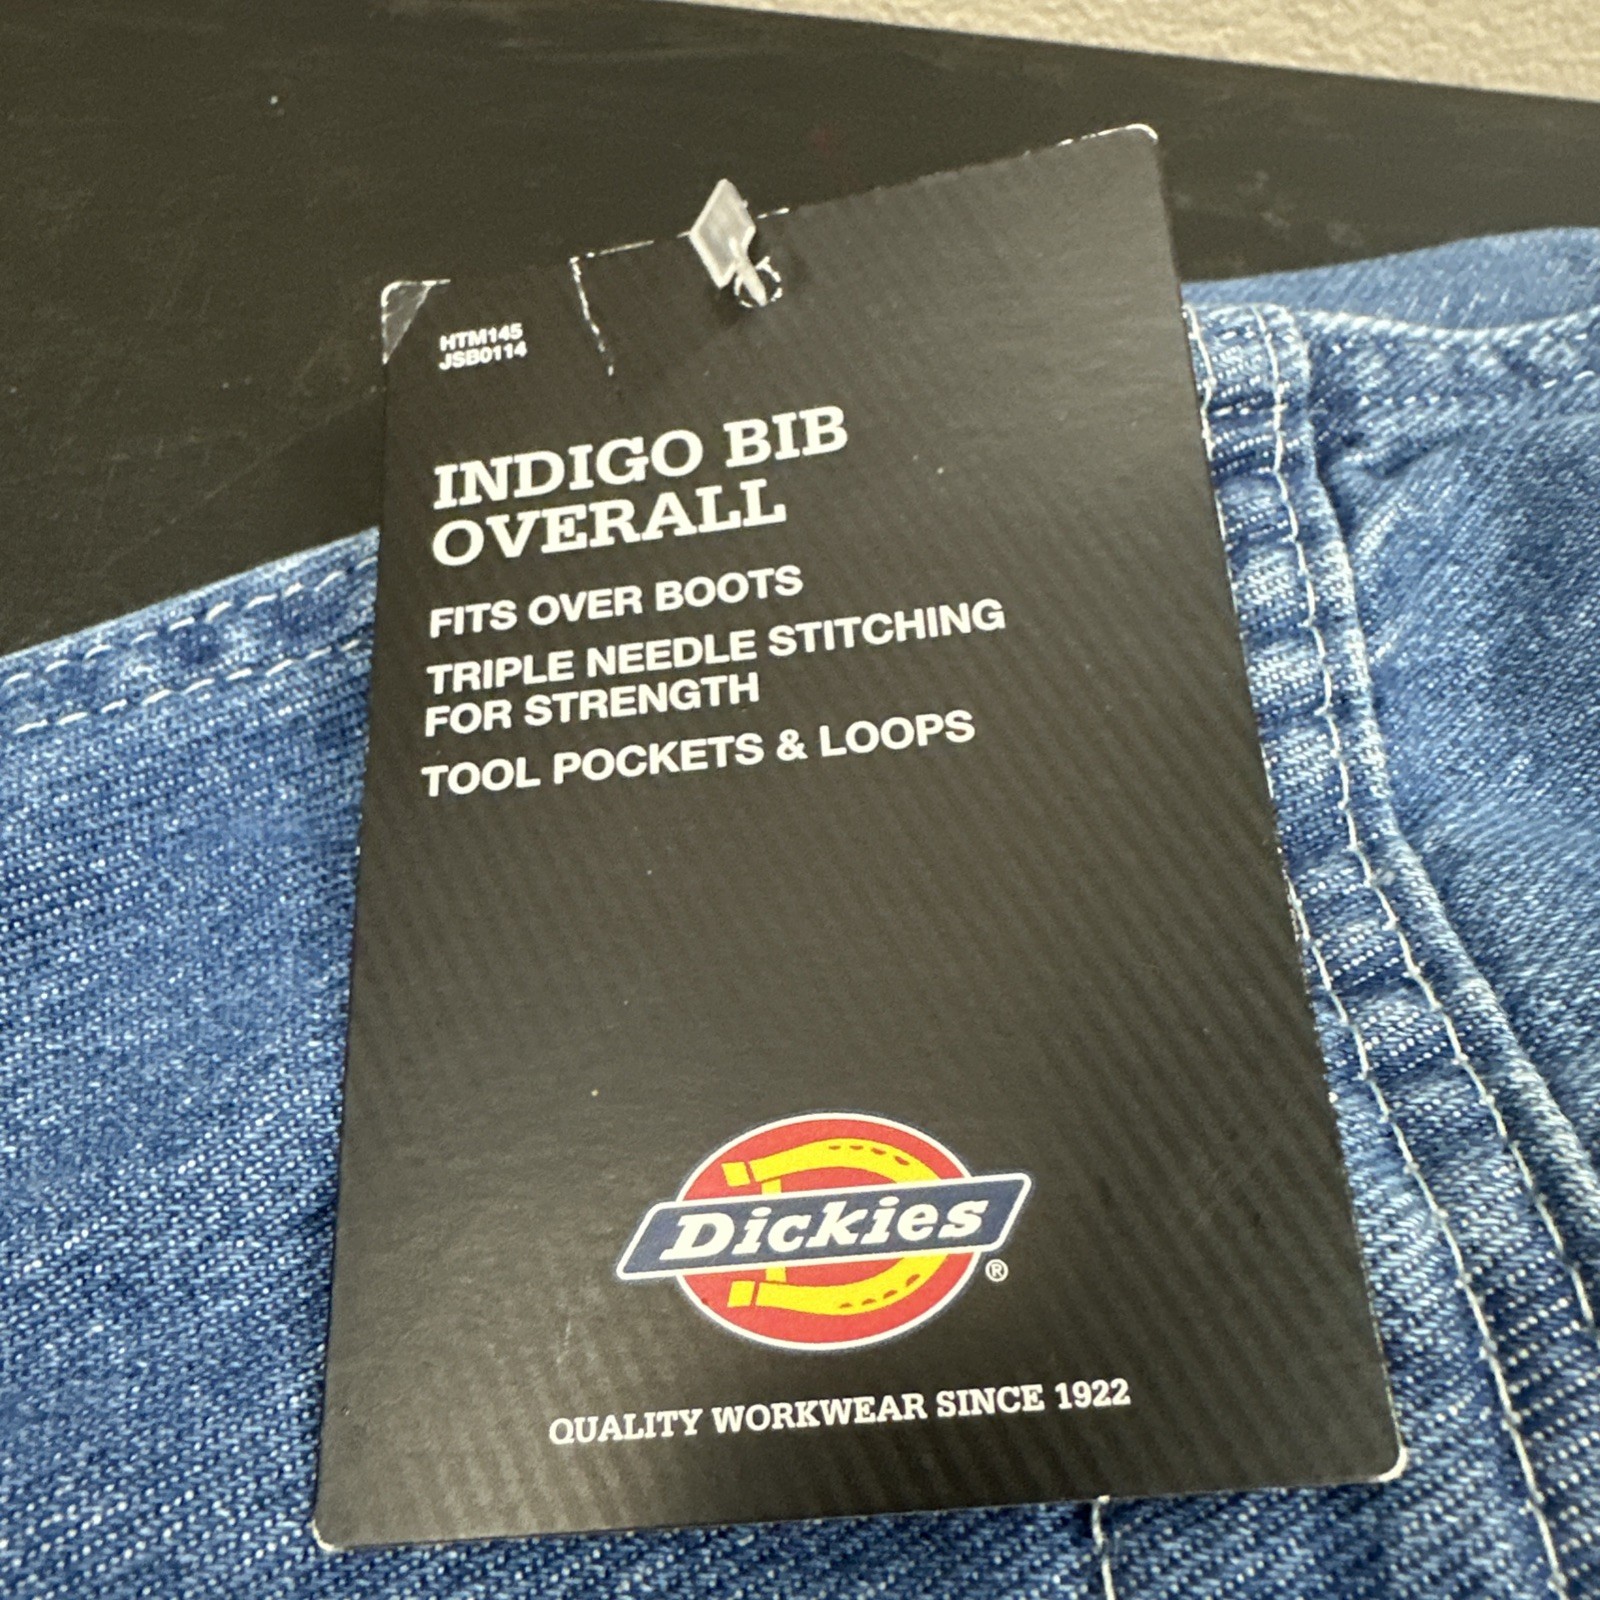 HTM145
JSB0114
INDIGO BIB
OVERALL
FITS OVER BOOTS
TRIPLE NEEDLE STITCHING
FOR STRENGTH
TOOL POCKETS & LOOPS
Dickies
®
QUALITY WORKWEAR SINCE 1922